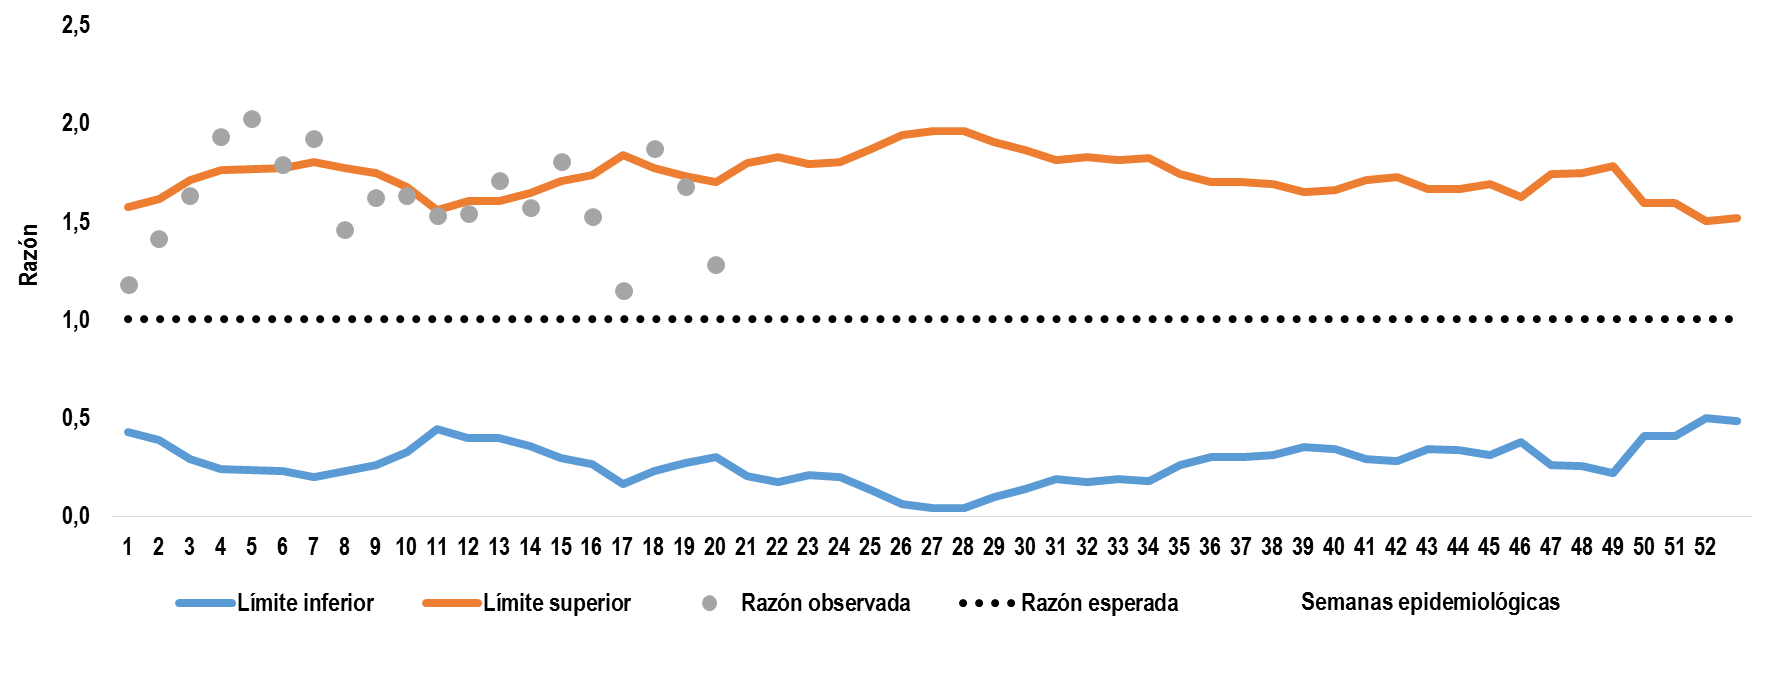 2,5
2,0
1,5
1,0
0,5
0,0
Razón
1 2 3 4 5 6 7 8 9 10 11 12 13 14 15 16 17 18 19 20 21 22 23 24 25 26 27 28 29 30 31 32 33 34 35 36 37 38 39 40 41 42 43 44 45 46 47 48 49 50 51 52
Límite inferior Límite superior Razón observada Razón esperada Semanas epidemiológicas